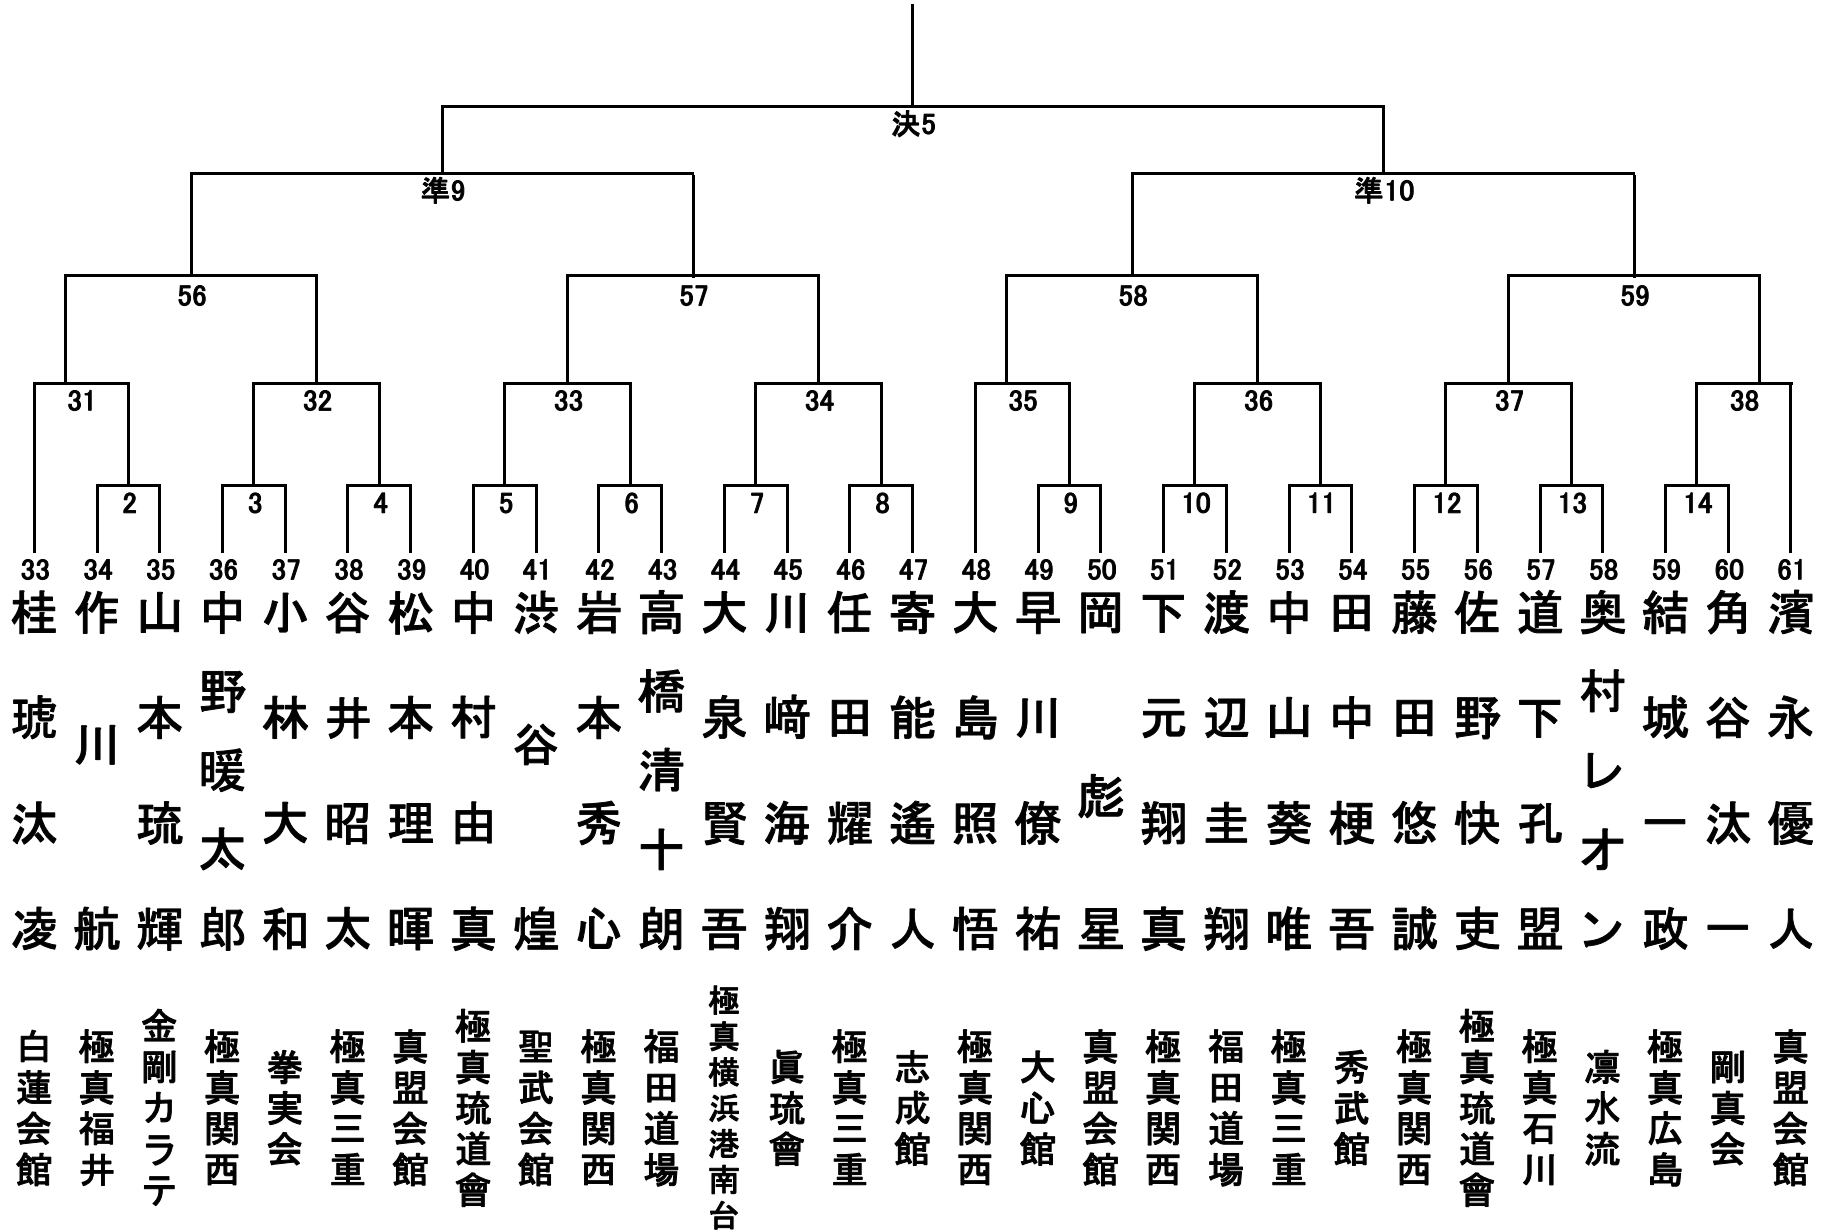 決5
準9 準10
56 57 58 59
31 32 33 34 35 36 37 38
2 3 4 5 6 7 8 9 10 11 12 13 14
33 34 35 36 37 38 39 40 41 42 43 44 45 46 47 48 49 50 51 52 53 54 55 56 57 58 59 60 61
桂琥汰凌
作川航
山本琉輝
中野暖太郎
小林大和
谷井昭太
松本理暉
中村由真
渋谷煌
岩本秀心
高橋清十朗
大泉賢吾
川﨑海翔
任田耀介
寄能遙人
大島照悟
早川僚祐
岡彪星
下元翔真
渡辺圭翔
中山葵唯
田中梗吾
藤田悠誠
佐野快吏
道下孔盟
奥村レオン
結城一政
角谷汰一
濱永優人
白蓮会館
極真福井
金剛カラテ
極真関西
拳実会
極真三重
真盟会館
極真琉道會
聖武会館
極真関西
福田道場
極真横浜港南台
眞琉會
極真三重
志成館
極真関西
大心館
真盟会館
極真関西
福田道場
極真三重
秀武館
極真関西
極真琉道會
極真石川
凛水流
極真広島
剛真会
真盟会館